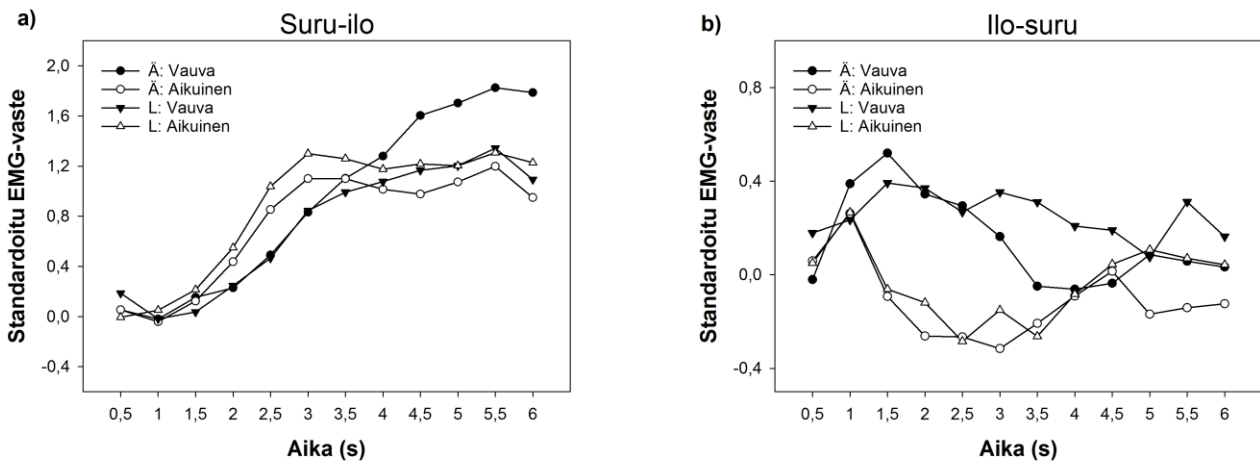 a)
Suru-ilo
Standardoitu EMG-vaste
2,0
1,6
1,2
0,8
0,4
0,0
-0,4
Ä: Vauva
Ä: Aikuinen
L: Vauva
L: Aikuinen
0,5 1 1,5 2 2,5 3 3,5 4 4,5 5 5,5 6
Aika (s)
b)
Ilo-suru
Standardoitu EMG-vaste
0,8
0,4
0,0
-0,4
Ä: Vauva
Ä: Aikuinen
L: Vauva
L: Aikuinen
0,5 1 1,5 2 2,5 3 3,5 4 4,5 5 5,5 6
Aika (s)